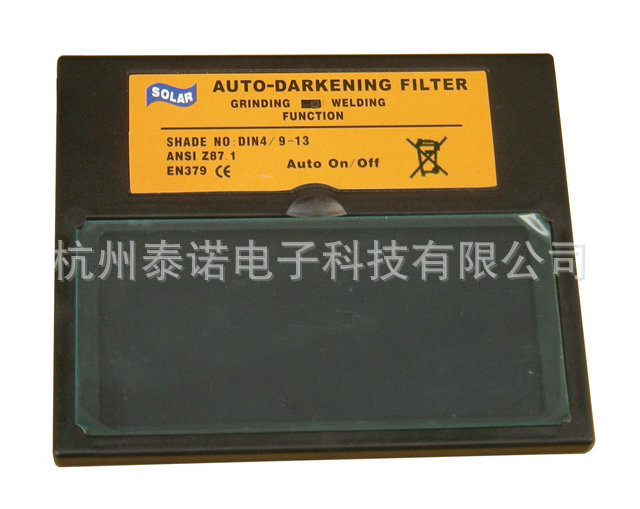 SOLAR
AUTO-DARKENING FILTER
GRINDING WELDING
FUNCTION
SHADE NO:DIN4/9-13
ANSI Z87.1
Auto On/Off
EN379 CE
杭州泰诺电子科技有限公司